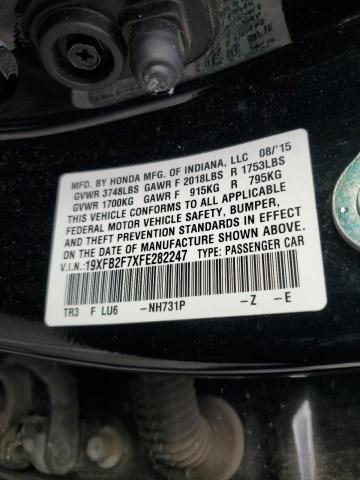 MFD. BY HONDA MFG. OF INDIANA, LLC 08/'15
GVWR 3748LBS GAWR F 2018LBS R 1753LBS
GVWR 1700KG GAWR F 915KG R 795KG
THIS VEHICLE CONFORMS TO ALL APPLICABLE
FEDERAL MOTOR VEHICLE SAFETY, BUMPER,
AND THEFT PREVENTION STANDARDS IN EFFECT
ON THE DATE OF MANUFACTURE SHOWN ABOVE.
V.I.N.: 19XFB2F7XFE282247 TYPE: PASSENGER CAR
TR3 F LU6 -NH731P -Z -E